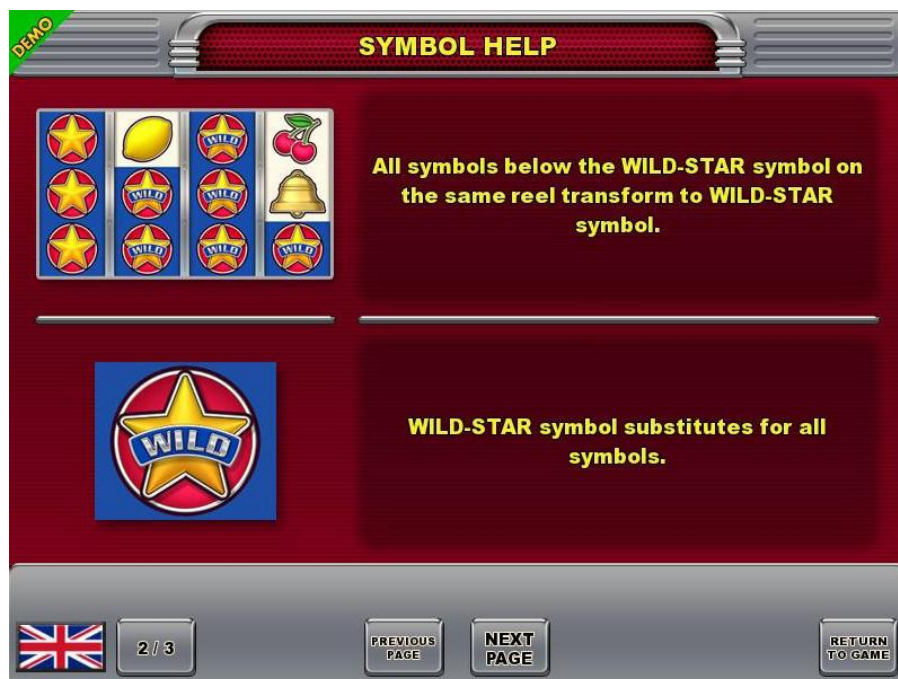 DEMO
SYMBOL HELP
WILD
All symbols below the WILD-STAR symbol on
the same reel transform to WILD-STAR
symbol.
WILD WILD
WILD WILD WILD
WILD
WILD-STAR symbol substitutes for all
symbols.
2 / 3
PREVIOUS
PAGE
NEXT
PAGE
RETURN
TO GAME